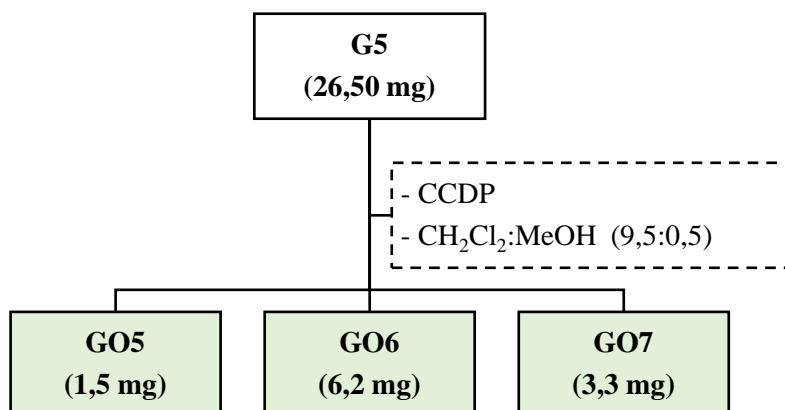 G5
(26,50 mg)
- CCDP
- CH₂Cl₂:MeOH (9,5:0,5)
GO5
(1,5 mg)
GO6
(6,2 mg)
GO7
(3,3 mg)